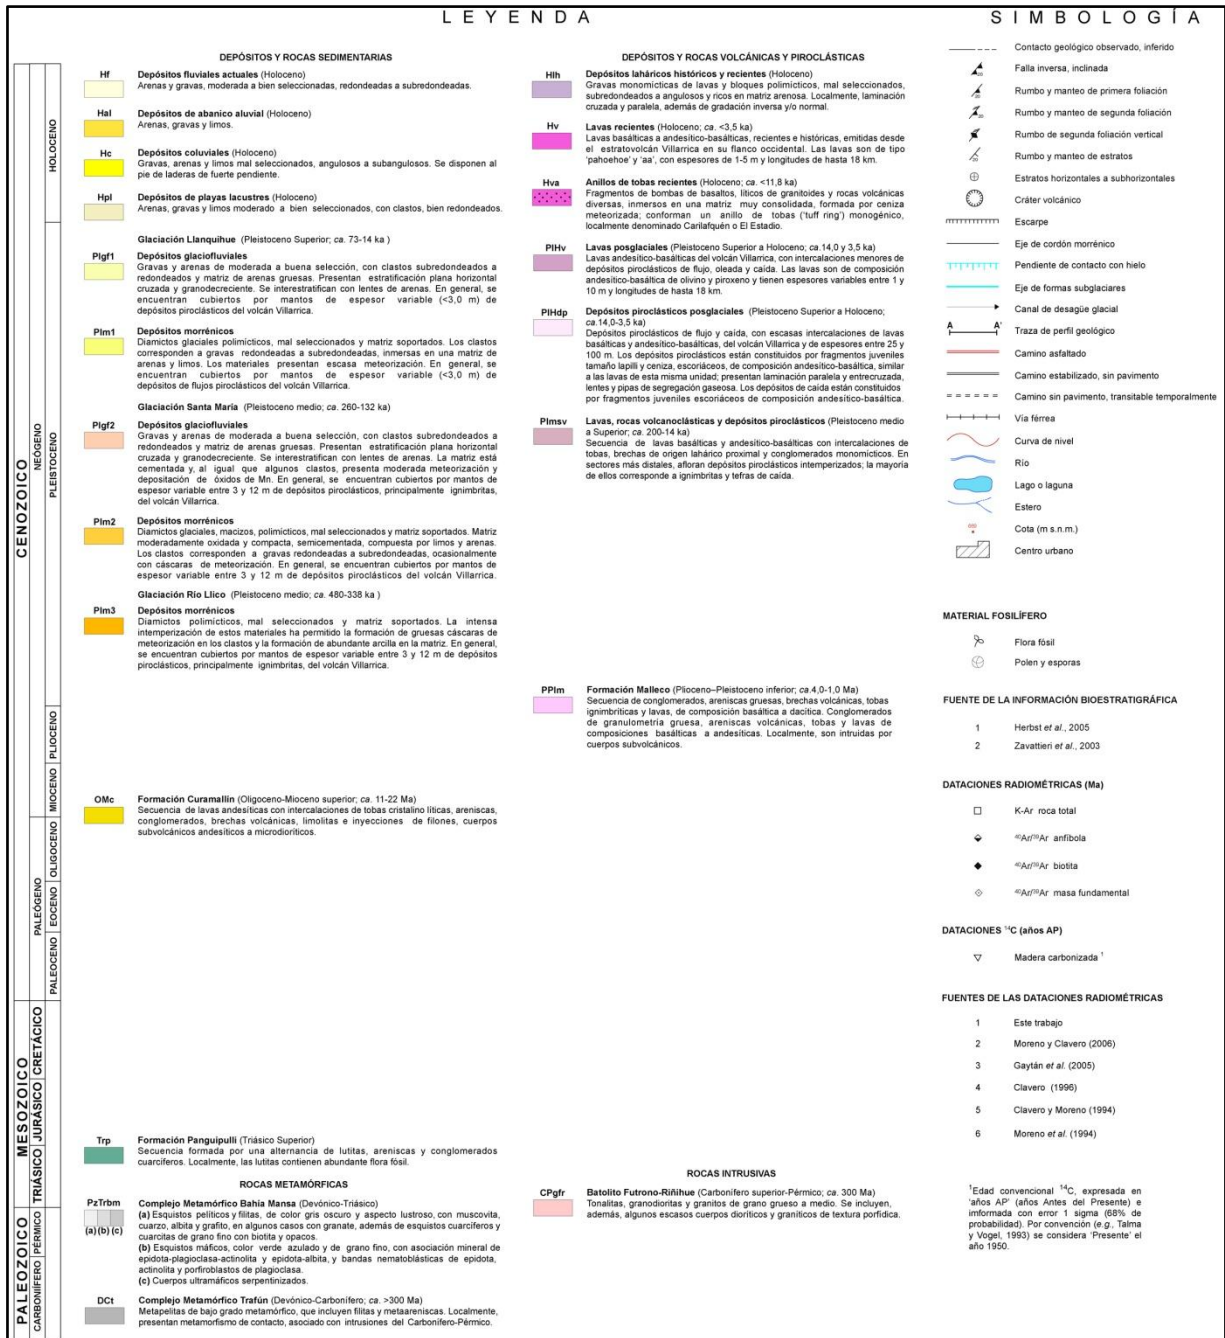 LEYENDA
SIMBOLOGÍA
DEPÓSITOS Y ROCAS SEDIMENTARIAS
Hf
Depósitos fluviales actuales (Holoceno)
Arenas y gravas, moderada a bien seleccionadas, redondeadas a subredondeadas.
Hal
Depósitos de abanico aluvial (Holoceno)
Arenas, gravas y limos.
Hc
Depósitos coluviales (Holoceno)
Gravas, arenas y limos mal seleccionados, angulosos a subangulosos. Se disponen al
pie de laderas de fuerte pendiente.
Hpl
Depósitos de playas lacustres (Holoceno)
Arenas, gravas y limos moderado a bien seleccionados, con clastos, bien redondeados.
Glaciación Llanquihue (Pleistoceno Superior; ca. 73-14 ka )
Plgf1
Depósitos glaciofluviales
Gravas y arenas de moderada a buena selección, con clastos subredondeados a
redondeados y matriz de arenas gruesas. Presentan estratificación plana horizontal
cruzada y granodecreciente. Se interestratifican con lentes de arenas. En general, se
encuentran cubiertos por mantos de espesor variable (<3,0 m) de
depósitos piroclásticos del volcán Villarrica.
Plm1
Depósitos morrénicos
Diamictos glaciales polimícticos, mal seleccionados y matriz soportados. Los clastos
corresponden a gravas redondeadas a subredondeadas, inmersas en una matriz de
arenas y limos. Los materiales presentan escasa meteorización. En general, se
encuentran cubiertos por mantos de espesor variable (<3,0 m) de
depósitos de flujos piroclásticos del volcán Villarrica.
Glaciación Santa María (Pleistoceno medio; ca. 260-132 ka)
Plgf2
Depósitos glaciofluviales
Gravas y arenas de moderada a buena selección, con clastos subredondeados a
redondeados y matriz de arenas gruesas. Presentan estratificación plana horizontal
cruzada y granodecreciente. Se interestratifican con lentes de arenas. La matriz está
cementada y, al igual que algunos clastos, presenta moderada meteorización y
depositación de óxidos de Mn. En general, se encuentran cubiertos por mantos de
espesor variable entre 3 y 12 m de depósitos piroclásticos, principalmente ignimbritas,
del volcán Villarrica.
Plm2
Depósitos morrénicos
Diamictos glaciales, macizos, polimícticos, mal seleccionados y matriz soportados. Matriz
moderadamente oxidada y compacta, semicementada, compuesta por limos y arenas.
Los clastos corresponden a gravas redondeadas a subredondeadas, ocasionalmente
con cáscaras de meteorización. En general, se encuentran cubiertos por mantos de
espesor variable entre 3 y 12 m de depósitos piroclásticos del volcán Villarrica.
Glaciación Río Llico (Pleistoceno medio; ca. 480-338 ka )
Plm3
Depósitos morrénicos
Diamictos polimícticos, mal seleccionados y matriz soportados. La intensa
intemperización de estos materiales ha permitido la formación de gruesas cáscaras de
meteorización en los clastos y la formación de abundante arcilla en la matriz. En general,
se encuentran cubiertos por mantos de espesor variable entre 3 y 12 m de depósitos
piroclásticos, principalmente ignimbritas, del volcán Villarrica.
OMc
Formación Curamallín (Oligoceno-Mioceno superior; ca. 11-22 Ma)
Secuencia de lavas andesíticas con intercalaciones de tobas cristalino líticas, areniscas,
conglomerados, brechas volcánicas, limolitas e inyecciones de filones, cuerpos
subvolcánicos andesíticos a microdioríticos.
Trp
Formación Panguipulli (Triásico Superior)
Secuencia formada por una alternancia de lutitas, areniscas y conglomerados
cuarcíferos. Localmente, las lutitas contienen abundante flora fósil.
ROCAS METAMÓRFICAS
PzTrbm
(a) (b) (c)
Complejo Metamórfico Bahía Mansa (Devónico-Triásico)
(a) Esquistos pelíticos y filitas, de color gris oscuro y aspecto lustroso, con muscovita,
cuarzo, albita y grafito, en algunos casos con granate, además de esquistos cuarcíferos y
cuarcitas de grano fino con biotita y opacos.
(b) Esquistos máficos, color verde azulado y de grano fino, con asociación mineral de
epidota-plagioclasa-actinolita y epidota-albita, y bandas nematoblásticas de epidota,
actinolita y porfiroblastos de plagioclasa.
(c) Cuerpos ultramáficos serpentinizados.
DCt
Complejo Metamórfico Trafún (Devónico-Carbonífero; ca. >300 Ma)
Metapelitas de bajo grado metamórfico, que incluyen filitas y metaareniscas. Localmente,
presentan metamorfismo de contacto, asociado con intrusiones del Carbonífero-Pérmico.
DEPÓSITOS Y ROCAS VOLCÁNICAS Y PIROCLÁSTICAS
Hlh
Depósitos laháricos históricos y recientes (Holoceno)
Gravas monomícticas de lavas y bloques polimícticos, mal seleccionados,
subredondeados a angulosos y ricos en matriz arenosa. Localmente, laminación
cruzada y paralela, además de gradación inversa y/o normal.
Hv
Lavas recientes (Holoceno; ca. <3,5 ka)
Lavas basálticas a andesítico-basálticas, recientes e históricas, emitidas desde
el estratovolcán Villarrica en su flanco occidental. Las lavas son de tipo
'pahoehoe' y 'aa', con espesores de 1-5 m y longitudes de hasta 18 km.
Hva
Anillos de tobas recientes (Holoceno; ca. <11,8 ka)
Fragmentos de bombas de basaltos, líticos de granitoides y rocas volcánicas
diversas, inmersos en una matriz muy consolidada, formada por ceniza
meteorizada; conforman un anillo de tobas ('tuff ring') monogénico,
localmente denominado Carilafquén o El Estadio.
PlHv
Lavas posglaciales (Pleistoceno Superior a Holoceno; ca.14,0 y 3,5 ka)
Lavas andesítico-basálticas del volcán Villarrica, con intercalaciones menores de
depósitos piroclásticos de flujo, oleada y caída. Las lavas son de composición
andesítico-basáltica de olivino y piroxeno y tienen espesores variables entre 1 y
10 m y longitudes de hasta 18 km.
PlHdp
Depósitos piroclásticos posglaciales (Pleistoceno Superior a Holoceno;
ca.14,0-3,5 ka)
Depósitos piroclásticos de flujo y caída, con escasas intercalaciones de lavas
basálticas y andesítico-basálticas, del volcán Villarrica y de espesores entre 25 y
100 m. Los depósitos piroclásticos están constituidos por fragmentos juveniles
tamaño lapilli y ceniza, escoriáceos, de composición andesítico-basáltica, similar
a las lavas de esta misma unidad; presentan laminación paralela y entrecruzada,
lentes y pipas de segregación gaseosa. Los depósitos de caída están constituidos
por fragmentos juveniles escoriáceos de composición andesítico-basáltica.
Plmsv
Lavas, rocas volcanoclásticas y depósitos piroclásticos (Pleistoceno medio
a Superior; ca. 200-14 ka)
Secuencia de lavas basálticas y andesítico-basálticas con intercalaciones de
tobas, brechas de origen lahárico proximal y conglomerados monomícticos. En
sectores más distales, afloran depósitos piroclásticos intemperizados; la mayoría
de ellos corresponde a ignimbritas y tefras de caída.
PPlm
Formación Malleco (Plioceno–Pleistoceno inferior; ca.4,0-1,0 Ma)
Secuencia de conglomerados, areniscas gruesas, brechas volcánicas, tobas
ignimbríticas y lavas, de composición basáltica a dacítica. Conglomerados
de granulometría gruesa, areniscas volcánicas, tobas y lavas de
composiciones basálticas a andesíticas. Localmente, son intruidas por
cuerpos subvolcánicos.
ROCAS INTRUSIVAS
CPgfr
Batolito Futrono-Riñihue (Carbonífero superior-Pérmico; ca. 300 Ma)
Tonalitas, granodioritas y granitos de grano grueso a medio. Se incluyen,
además, algunos escasos cuerpos dioríticos y graníticos de textura porfídica.
Contacto geológico observado, inferido
Falla inversa, inclinada
Rumbo y manteo de primera foliación
Rumbo y manteo de segunda foliación
Rumbo de segunda foliación vertical
Rumbo y manteo de estratos
Estratos horizontales a subhorizontales
Cráter volcánico
Escarpe
Eje de cordón morrénico
Pendiente de contacto con hielo
Eje de formas subglaciares
Canal de desagüe glacial
A A'
Traza de perfil geológico
Camino asfaltado
Camino estabilizado, sin pavimento
Camino sin pavimento, transitable temporalmente
Vía férrea
Curva de nivel
Río
Lago o laguna
Estero
Cota (m s.n.m.)
Centro urbano
MATERIAL FOSILÍFERO
Flora fósil
Polen y esporas
FUENTE DE LA INFORMACIÓN BIOESTRATIGRÁFICA
1 Herbst et al., 2005
2 Zavattieri et al., 2003
DATACIONES RADIOMÉTRICAS (Ma)
K-Ar roca total
40Ar/39Ar anfíbola
40Ar/39Ar biotita
40Ar/39Ar masa fundamental
DATACIONES 14C (años AP)
Madera carbonizada 1
FUENTES DE LAS DATACIONES RADIOMÉTRICAS
1 Este trabajo
2 Moreno y Clavero (2006)
3 Gaytán et al. (2005)
4 Clavero (1996)
5 Clavero y Moreno (1994)
6 Moreno et al. (1994)
1Edad convencional 14C, expresada en
'años AP' (años Antes del Presente) e
imformada con error 1 sigma (68% de
probabilidad). Por convención (e.g., Talma
y Vogel, 1993) se considera 'Presente' el
año 1950.
CENOZOICO
MESOZOICO
PALEOZOICO
NEÓGENO
PALEÓGENO
CRETÁCICO
JURÁSICO
TRIÁSICO
PÉRMICO
CARBONÍFERO
HOLOCENO
PLEISTOCENO
PLIOCENO
MIOCENO
OLIGOCENO
EOCENO
PALEOCENO